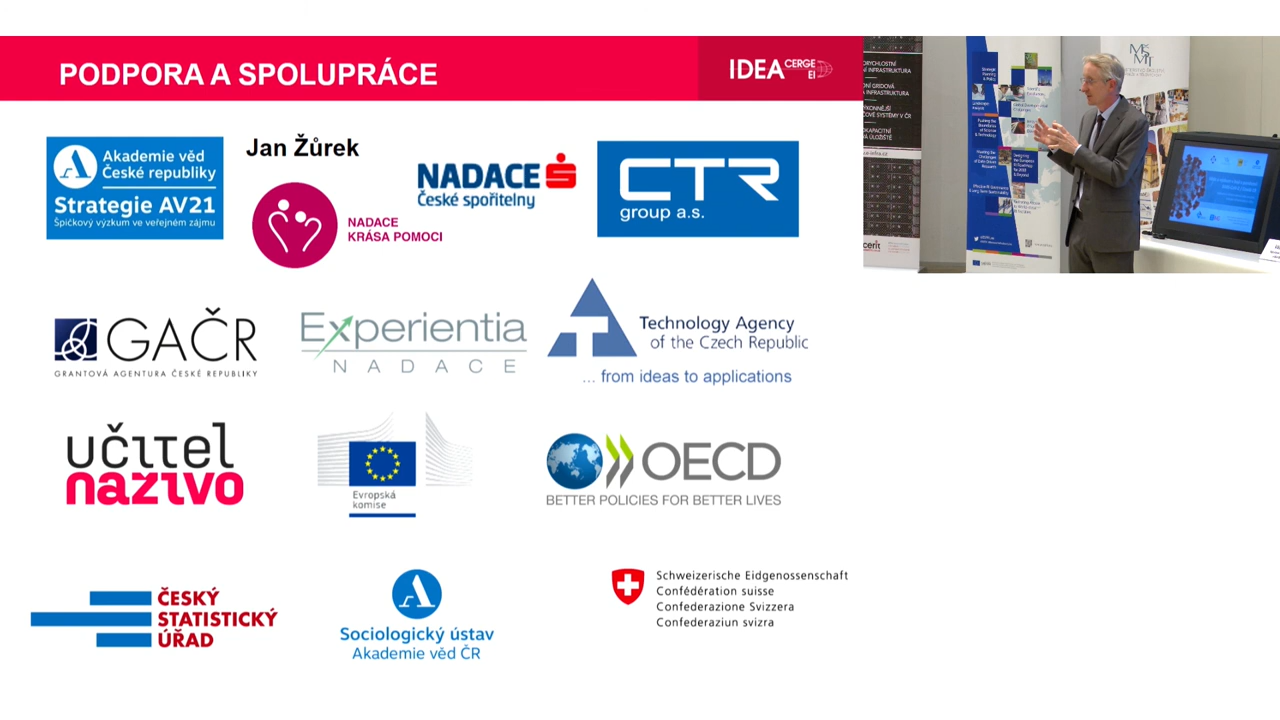 PODPORA A SPOLUPRÁCE
IDEA CERGE
EI
Akademie věd
České republiky
Strategie AV21
Špičkový výzkum ve veřejném zájmu
Jan Žůrek
NADACE
KRÁSA POMOCI
NADACE
České spořitelny
CTR
group a.s.
GAČR
GRANTOVÁ AGENTURA ČESKÉ REPUBLIKY
Experientia
NADACE
T
Technology Agency
of the Czech Republic
... from ideas to applications
učitel
naživo
Evropská
komise
OECD
BETTER POLICIES FOR BETTER LIVES
ČESKÝ
STATISTICKÝ
ÚŘAD
Sociologický ústav
Akademie věd ČR
Schweizerische Eidgenossenschaft
Confédération suisse
Confederazione Svizzera
Confederaziun svizra